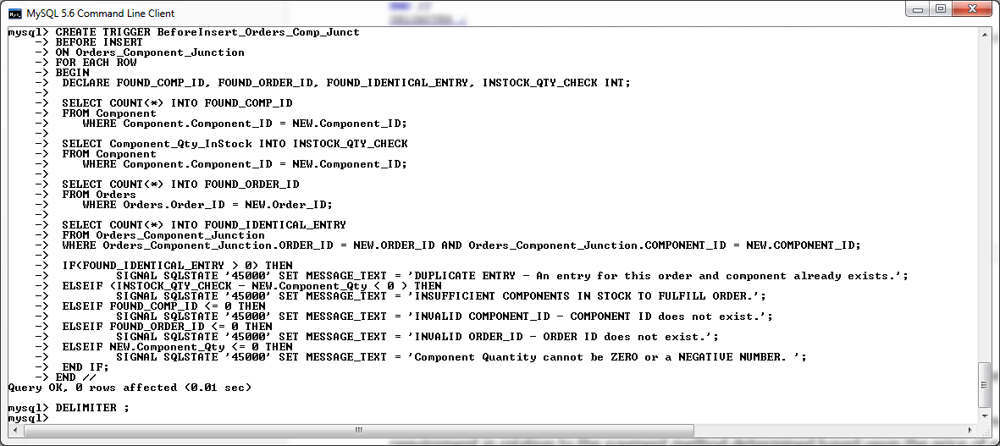 END //
DELIMITER ;
MySQL 5.6 Command Line Client
mysql> CREATE TRIGGER BeforeInsert_Orders_Comp_Junct
    -> BEFORE INSERT
    -> ON Orders_Component_Junction
    -> FOR EACH ROW
    -> BEGIN
    ->  DECLARE FOUND_COMP_ID, FOUND_ORDER_ID, FOUND_IDENTICAL_ENTRY, INSTOCK_QTY_CHECK INT;
    ->
    ->  SELECT COUNT(*) INTO FOUND_COMP_ID
    ->  FROM Component
    ->     WHERE Component.Component_ID = NEW.Component_ID;
    ->
    ->  SELECT Component_Qty_InStock INTO INSTOCK_QTY_CHECK
    ->  FROM Component
    ->     WHERE Component.Component_ID = NEW.Component_ID;
    ->
    ->  SELECT COUNT(*) INTO FOUND_ORDER_ID
    ->  FROM Orders
    ->     WHERE Orders.Order_ID = NEW.Order_ID;
    ->
    ->  SELECT COUNT(*) INTO FOUND_IDENTICAL_ENTRY
    ->  FROM Orders_Component_Junction
    ->  WHERE Orders_Component_Junction.ORDER_ID = NEW.ORDER_ID AND Orders_Component_Junction.COMPONENT_ID = NEW.COMPONENT_ID;
    ->
    ->  IF(FOUND_IDENTICAL_ENTRY > 0) THEN
    ->          SIGNAL SQLSTATE '45000' SET MESSAGE_TEXT = 'DUPLICATE ENTRY - An entry for this order and component already exists.';
    ->  ELSEIF (INSTOCK_QTY_CHECK - NEW.Component_Qty < 0 ) THEN
    ->          SIGNAL SQLSTATE '45000' SET MESSAGE_TEXT = 'INSUFFICIENT COMPONENTS IN STOCK TO FULFILL ORDER.';
    ->  ELSEIF FOUND_COMP_ID <= 0 THEN
    ->          SIGNAL SQLSTATE '45000' SET MESSAGE_TEXT = 'INVALID COMPONENT_ID - COMPONENT ID does not exist.';
    ->  ELSEIF FOUND_ORDER_ID <= 0 THEN
    ->          SIGNAL SQLSTATE '45000' SET MESSAGE_TEXT = 'INVALID ORDER_ID - ORDER ID does not exist.';
    ->  ELSEIF NEW.Component_Qty <= 0 THEN
    ->          SIGNAL SQLSTATE '45000' SET MESSAGE_TEXT = 'Component Quantity cannot be ZERO or a NEGATIVE NUMBER. ';
    ->  END IF;
    -> END //
Query OK, 0 rows affected (0.01 sec)
mysql> DELIMITER ;
mysql>